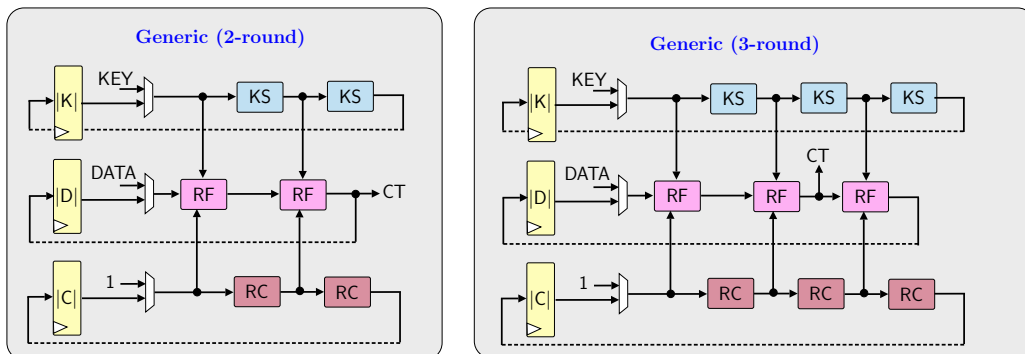 Generic (2-round)
KEY
|K|
KS
KS
DATA
|D|
RF
RF
CT
1
|C|
RC
RC
Generic (3-round)
KEY
|K|
KS
KS
KS
CT
DATA
|D|
RF
RF
RF
1
|C|
RC
RC
RC